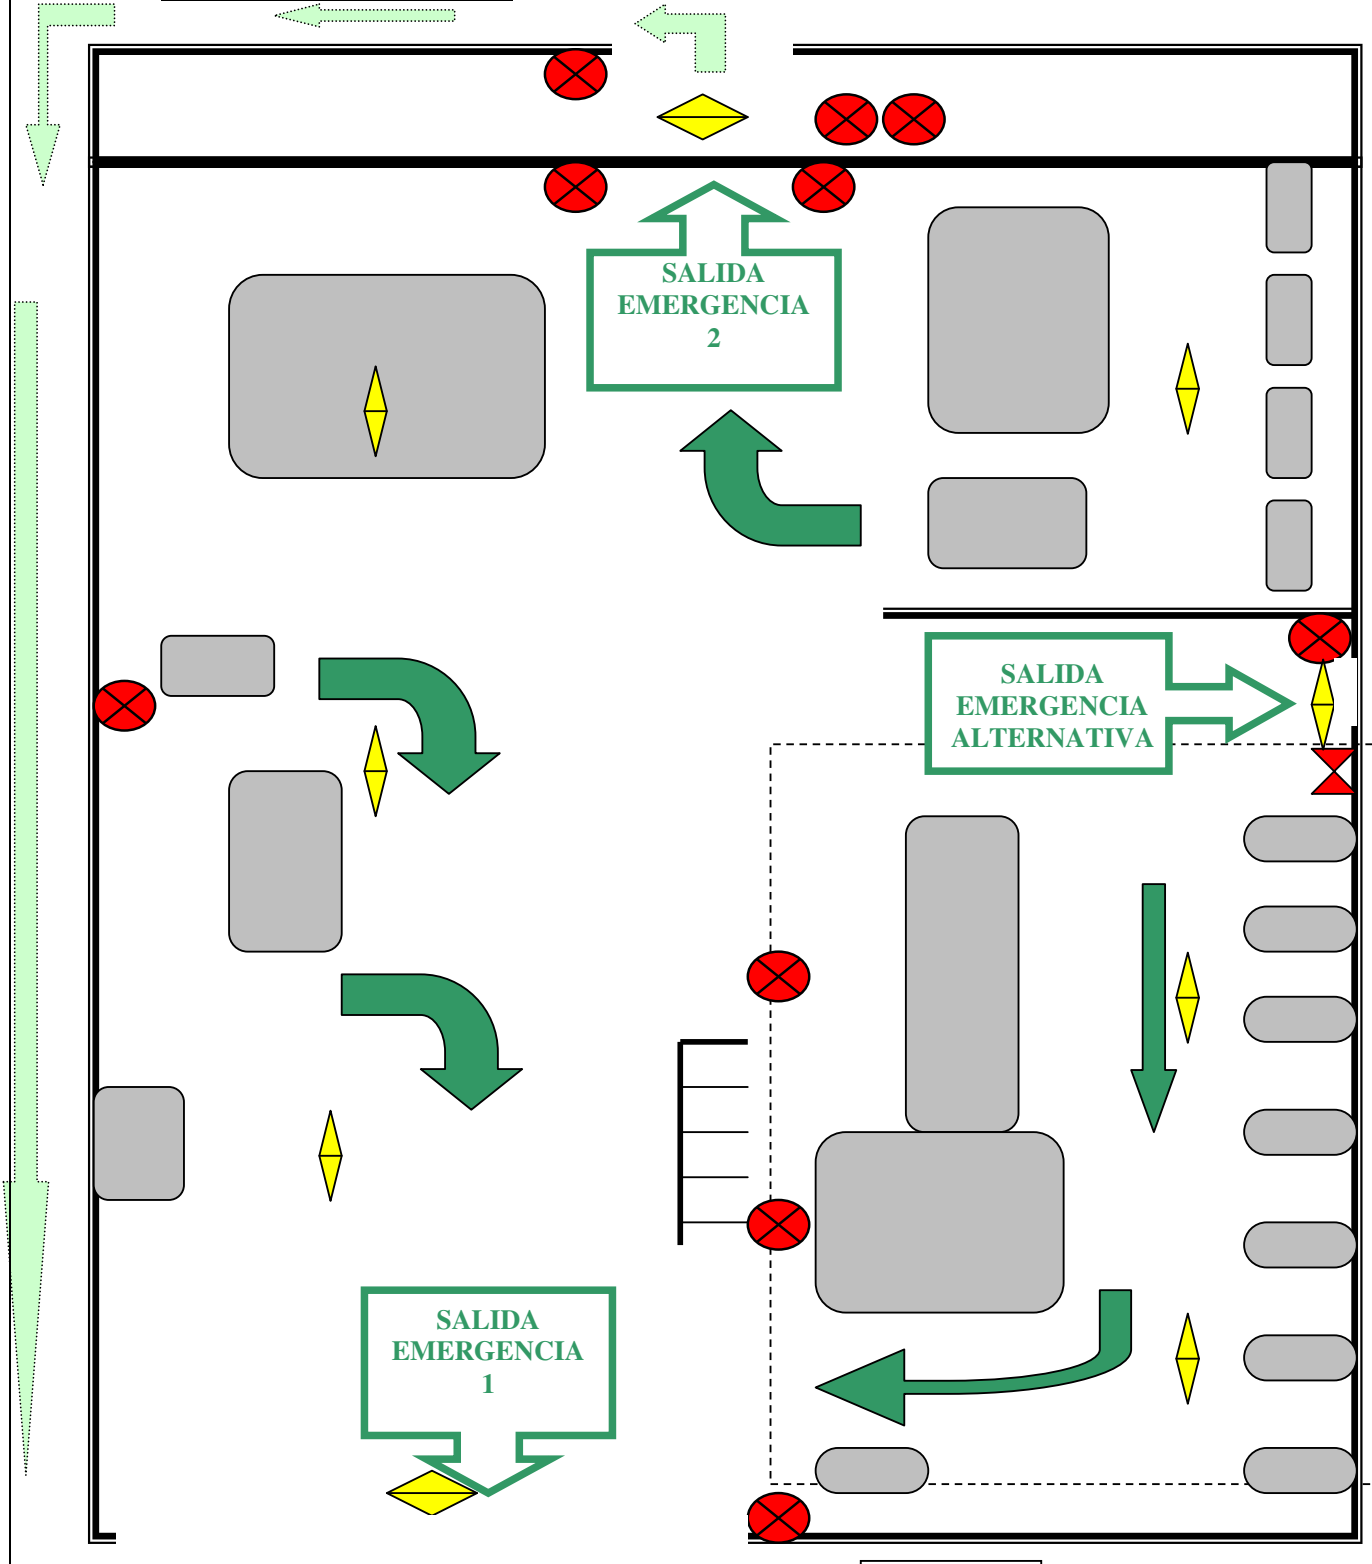 SALIDA
EMERGENCIA
2
SALIDA
EMERGENCIA
ALTERNATIVA
SALIDA
EMERGENCIA
1